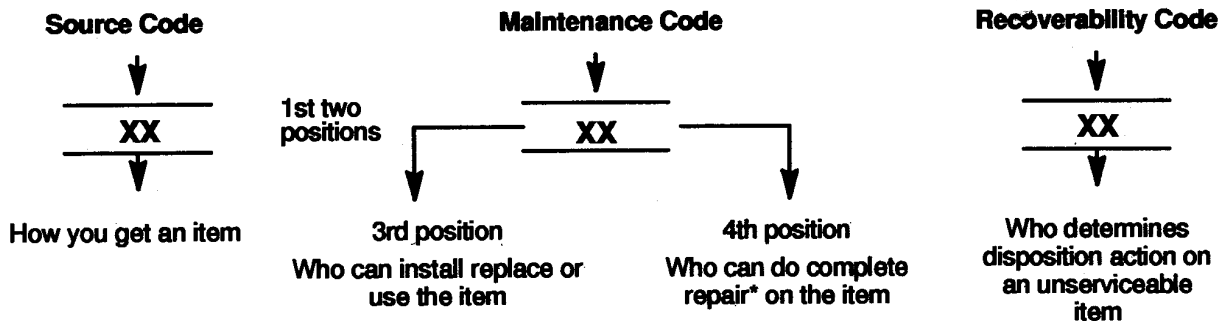 Source Code
Maintenance Code
Recoverability Code
XX
1st two
positions
XX
XX
How you get an item
3rd position
Who can install replace or
use the item
4th position
Who can do complete
repair* on the item
Who determines
disposition action on
an unserviceable
item